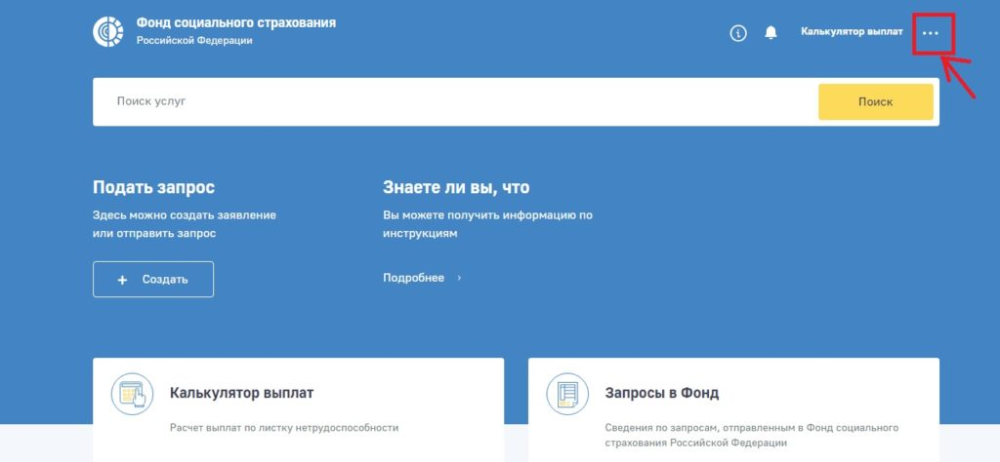 Фонд социального страхования
Российской Федерации
Калькулятор выплат
Поиск услуг
Поиск
Подать запрос
Здесь можно создать заявление
или отправить запрос
+ Создать
Знаете ли вы, что
Вы можете получить информацию по
инструкциям
Подробнее ›
Калькулятор выплат
Расчет выплат по листку нетрудоспособности
Запросы в Фонд
Сведения по запросам, отправленным в Фонд социального
страхования Российской Федерации